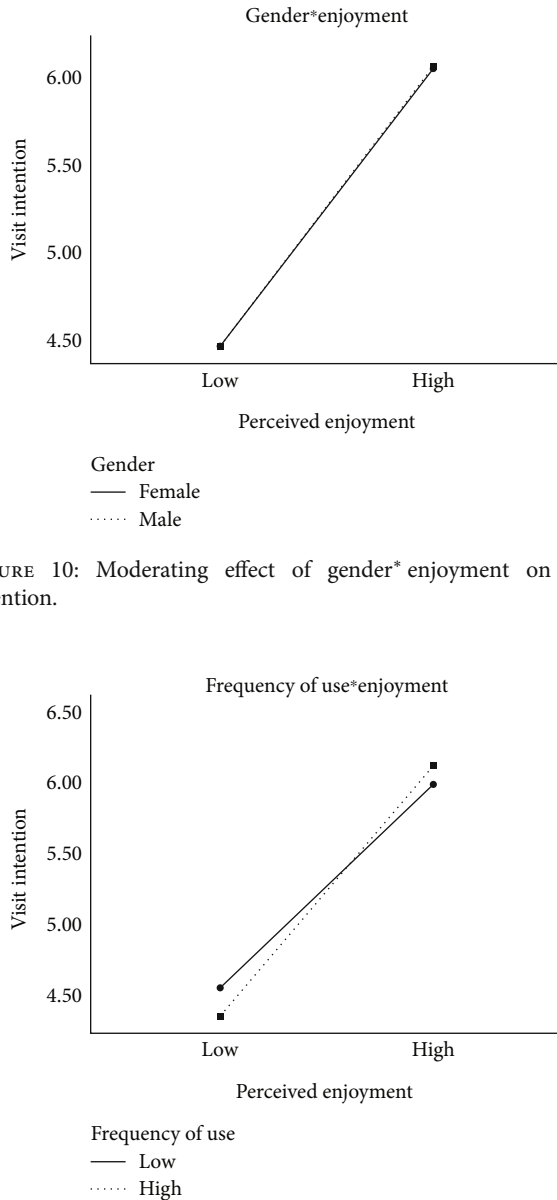 Gender*enjoyment
6.00
5.50
5.00
4.50
Visit intention
Low High
Perceived enjoyment
Gender
Female
Male
URE 10: Moderating effect of gender* enjoyment on
ention.
Frequency of use*enjoyment
6.50
6.00
5.50
5.00
4.50
Visit intention
Low High
Perceived enjoyment
Frequency of use
Low
High